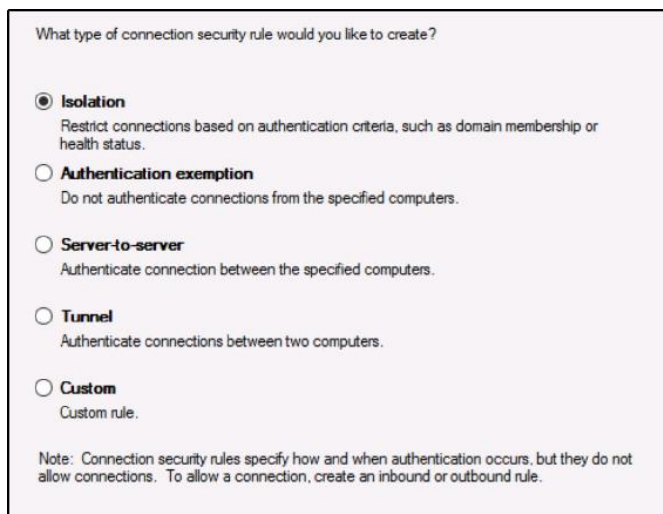 What type of connection security rule would you like to create?
Isolation
Restrict connections based on authentication criteria, such as domain membership or
health status.
Authentication exemption
Do not authenticate connections from the specified computers.
Server-to-server
Authenticate connection between the specified computers.
Tunnel
Authenticate connections between two computers.
Custom
Custom rule.
Note: Connection security rules specify how and when authentication occurs, but they do not
allow connections. To allow a connection, create an inbound or outbound rule.